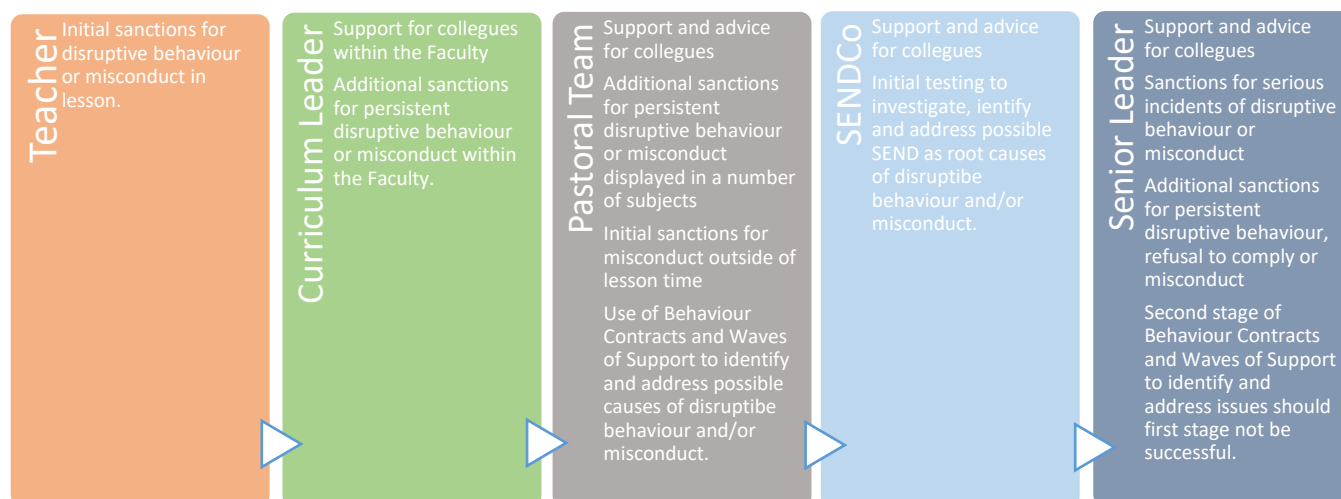 Teacher
Initial sanctions for
disruptive behaviour
or misconduct in
lesson.
Curriculum Leader
Support for collegues
within the Faculty
Additional sanctions
for persistent
disruptive behaviour
or misconduct within
the Faculty.
Pastoral Team
Support and advice
for collegues
Additional sanctions
for persistent
disruptive behaviour
or misconduct
displayed in a number
of subjects
Initial sanctions for
misconduct outside of
lesson time
Use of Behaviour
Contracts and Waves
of Support to identify
and address possible
causes of disruptibe
behaviour and/or
misconduct.
SENDCo
Support and advice
for collegues
Initial testing to
investigate, ientify
and address possible
SEND as root causes
of disruptibe
behaviour and/or
misconduct.
Senior Leader
Support and advice
for collegues
Sanctions for serious
incidents of disruptive
behaviour or
misconduct
Additional sanctions
for persistent
disruptive behaviour,
refusal to comply or
misconduct
Second stage of
Behaviour Contracts
and Waves of Support
to identify and
address issues should
first stage not be
successful.